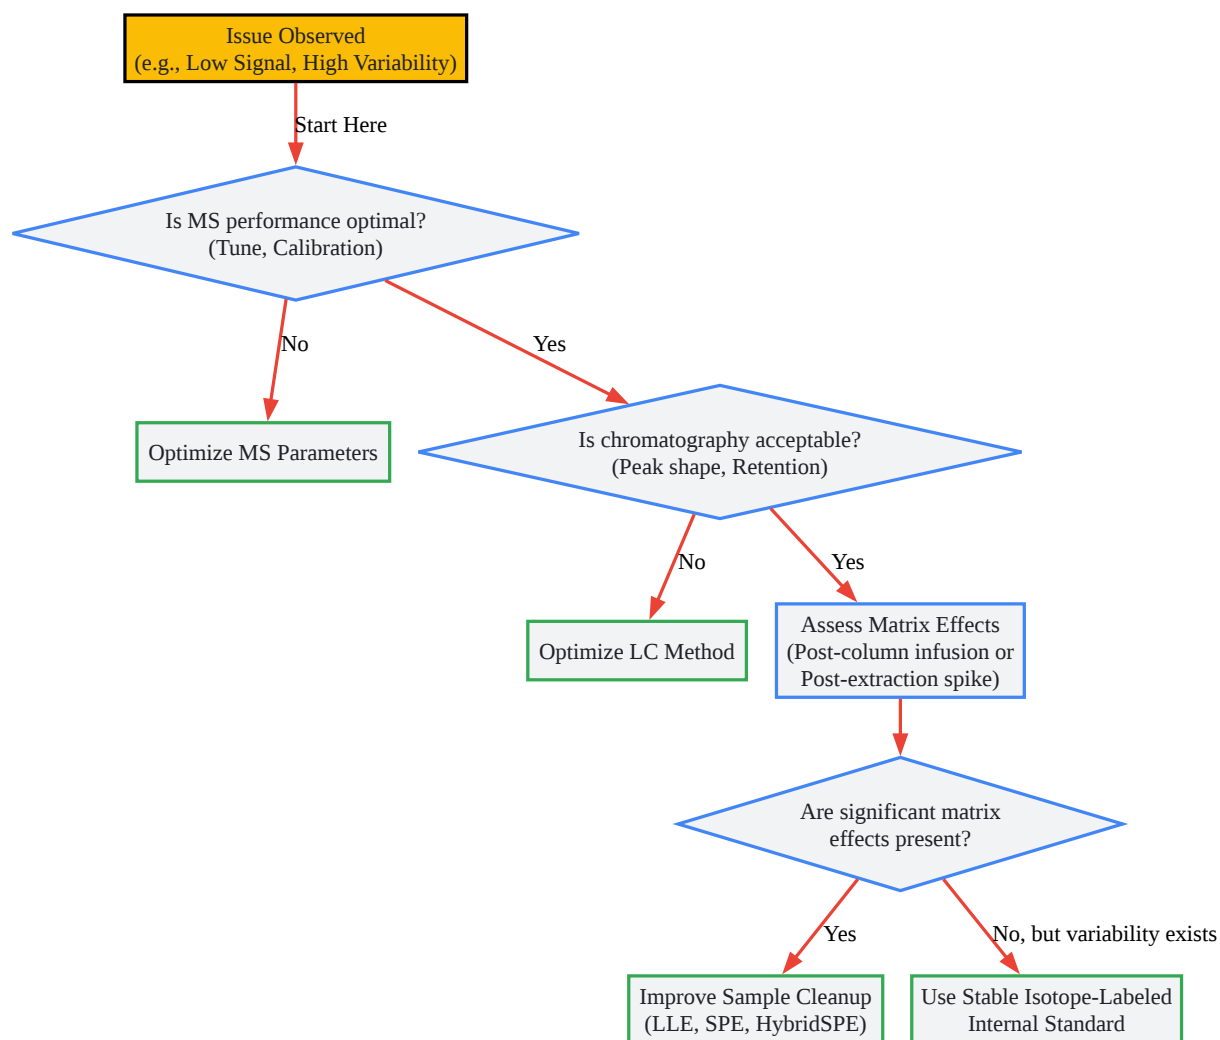 Issue Observed
(e.g., Low Signal, High Variability)
Start Here
Is MS performance optimal?
(Tune, Calibration)
No
Yes
Optimize MS Parameters
Is chromatography acceptable?
(Peak shape, Retention)
No
Yes
Optimize LC Method
Assess Matrix Effects
(Post-column infusion or
Post-extraction spike)
Are significant matrix
effects present?
Yes
No, but variability exists
Improve Sample Cleanup
(LLE, SPE, HybridSPE)
Use Stable Isotope-Labeled
Internal Standard